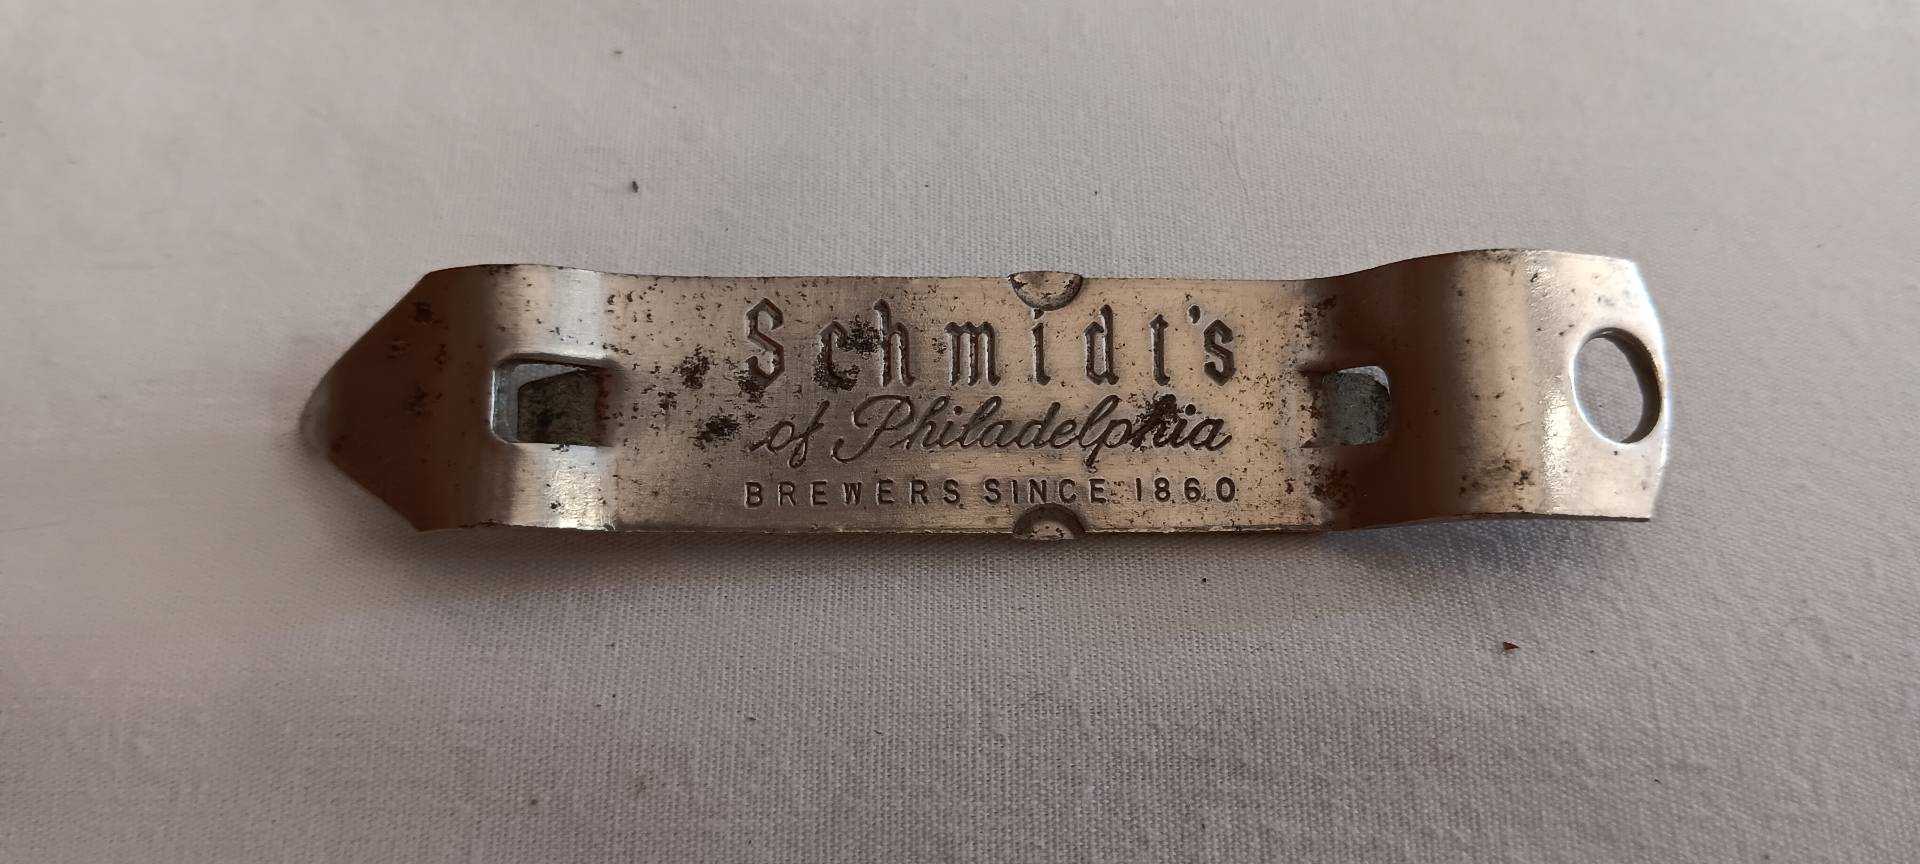 Schmidt's
of Philadelphia
BREWERS SINCE 1860